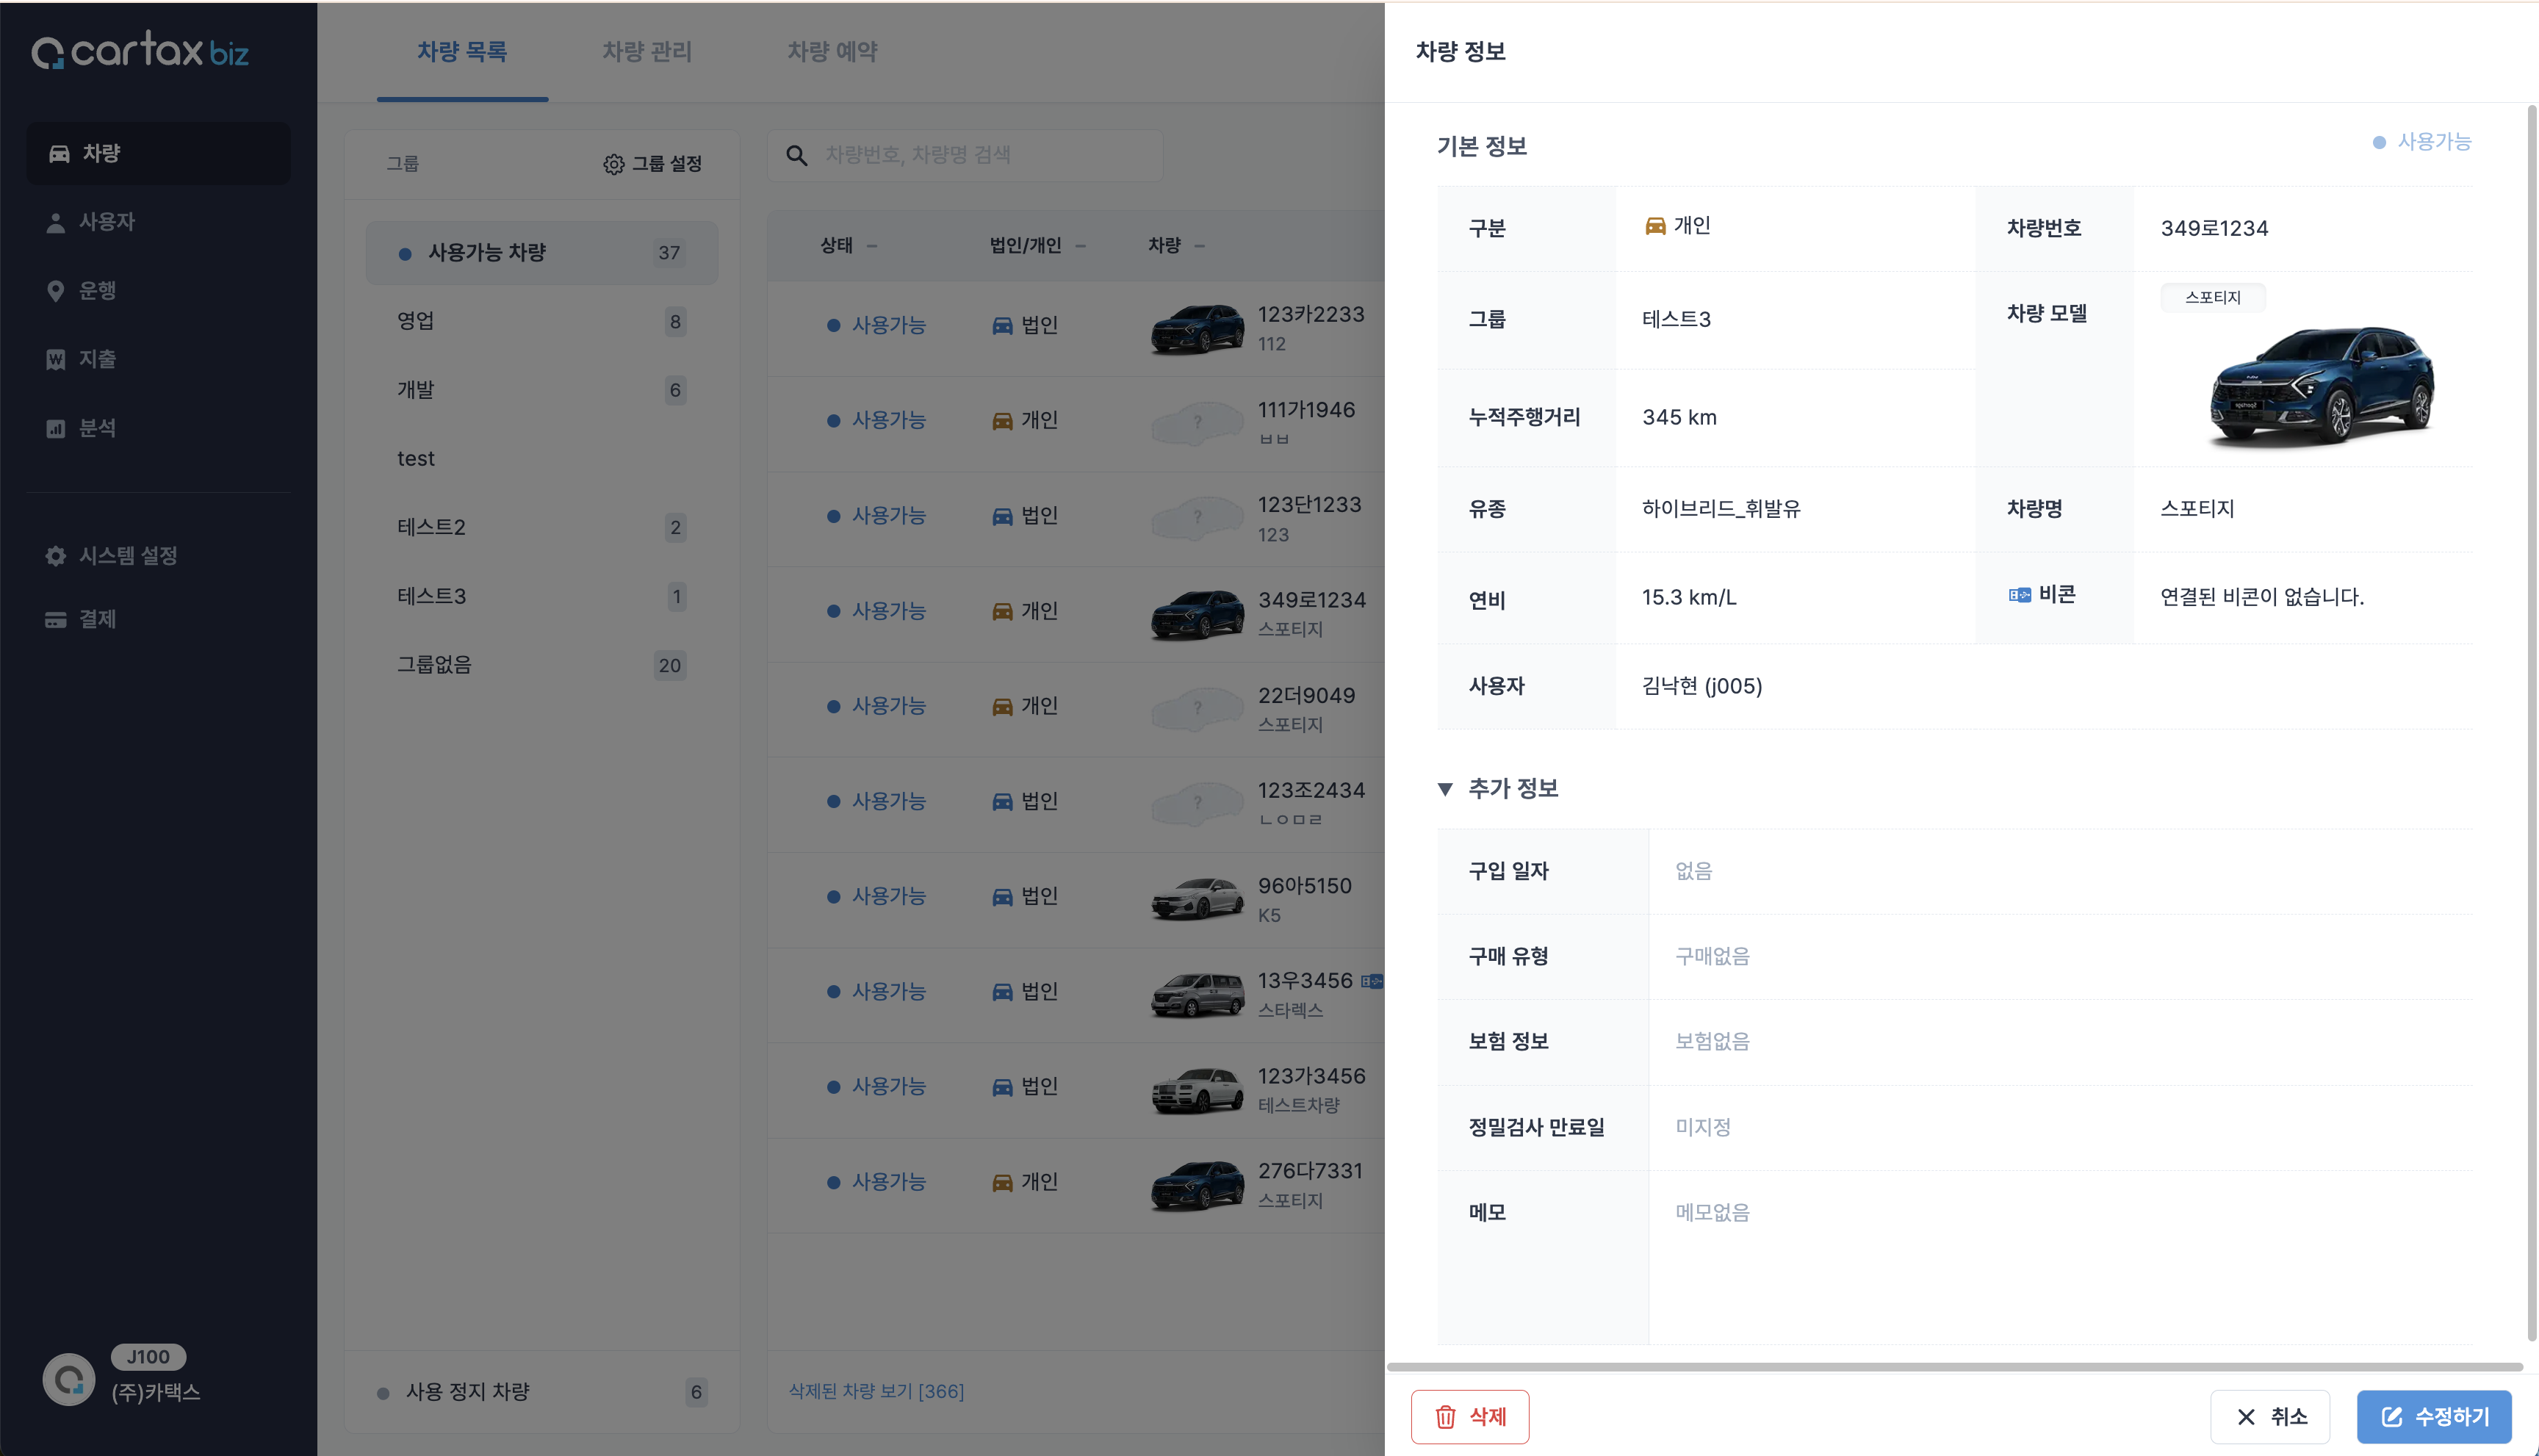 cartax biz
차량
사용자
운행
지출
분석
시스템 설정
결제
J100
(주)카택스
차량 목록
차량 관리
차량 예약
그룹
그룹 설정
사용가능 차량 37
영업 8
개발 6
test
테스트2 2
테스트3 1
그룹없음 20
사용 정지 차량 6
차량번호, 차량명 검색
상태 법인/개인 차량
사용가능 법인 123카2233
112
사용가능 개인 111가1946
ㅂㅂ
사용가능 법인 123단1233
123
사용가능 개인 349로1234
스포티지
사용가능 개인 22더9049
스포티지
사용가능 법인 123조2434
ㄴㅇㅁㄹ
사용가능 법인 96아5150
K5
사용가능 법인 13우3456
스타렉스
사용가능 법인 123가3456
테스트차량
사용가능 개인 276다7331
스포티지
삭제된 차량 보기 [366]
차량 정보
기본 정보
사용가능
구분 개인 차량번호 349로1234
그룹 테스트3 차량 모델 스포티지
누적주행거리 345 km
유종 하이브리드_휘발유 차량명 스포티지
연비 15.3 km/L 비콘 연결된 비콘이 없습니다.
사용자 김낙현 (j005)
▼ 추가 정보
구입 일자 없음
구매 유형 구매없음
보험 정보 보험없음
정밀검사 만료일 미지정
메모 메모없음
삭제
취소
수정하기